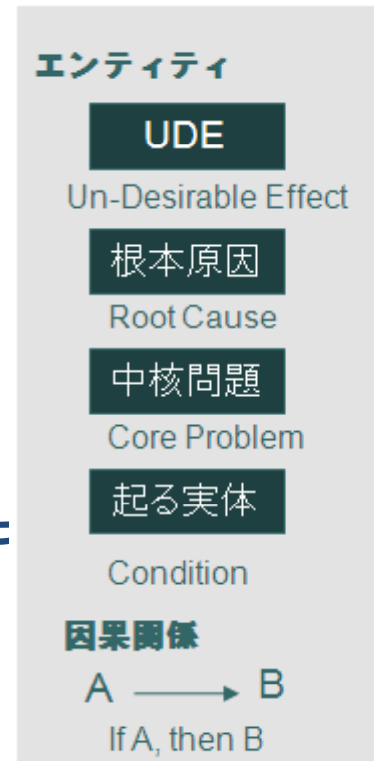 エンティティ
UDE
Un-Desirable Effect
根本原因
Root Cause
中核問題
Core Problem
起る実体
Condition
因果関係
A → B
If A, then B